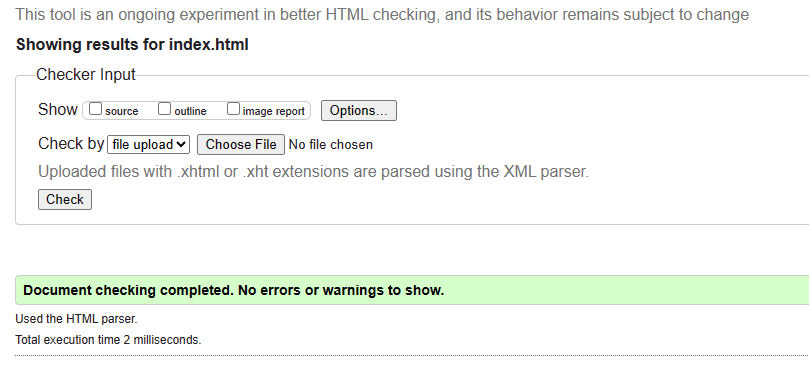 This tool is an ongoing experiment in better HTML checking, and its behavior remains subject to change
Showing results for index.html
Checker Input
Show source outline image report Options...
Check by file upload Choose File No file chosen
Uploaded files with .xhtml or .xht extensions are parsed using the XML parser.
Check
Document checking completed. No errors or warnings to show.
Used the HTML parser.
Total execution time 2 milliseconds.